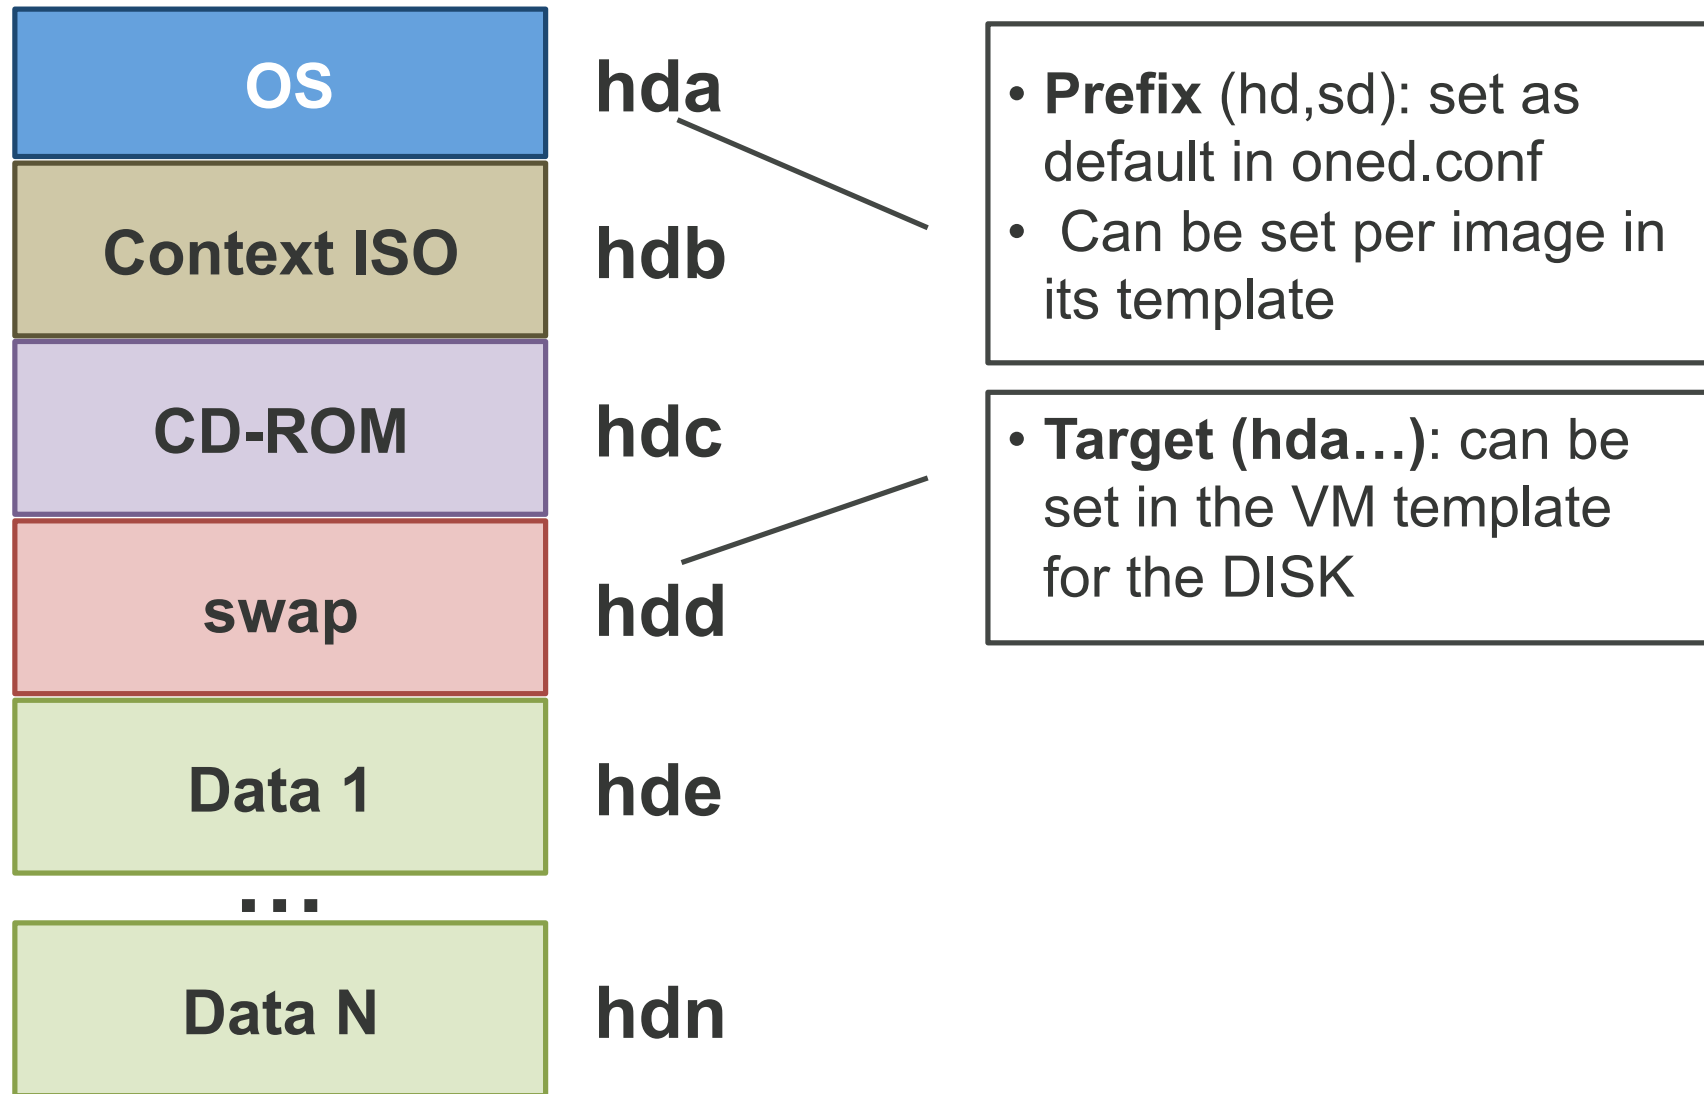 OS
hda
Context ISO
hdb
CD-ROM
hdc
swap
hdd
Data 1
hde
...
Data N
hdn
• Prefix (hd,sd): set as
default in oned.conf
• Can be set per image in
its template
• Target (hda…): can be
set in the VM template
for the DISK